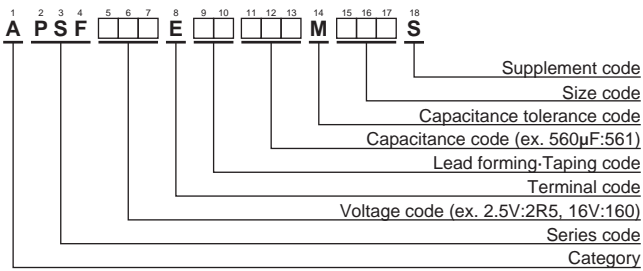 1 2 3 4 5 6 7 8 9 10 11 12 13 14 15 16 17 18
A PSF E M S
Supplement code
Size code
Capacitance tolerance code
Capacitance code (ex. 560µF:561)
Lead forming·Taping code
Terminal code
Voltage code (ex. 2.5V:2R5, 16V:160)
Series code
Category